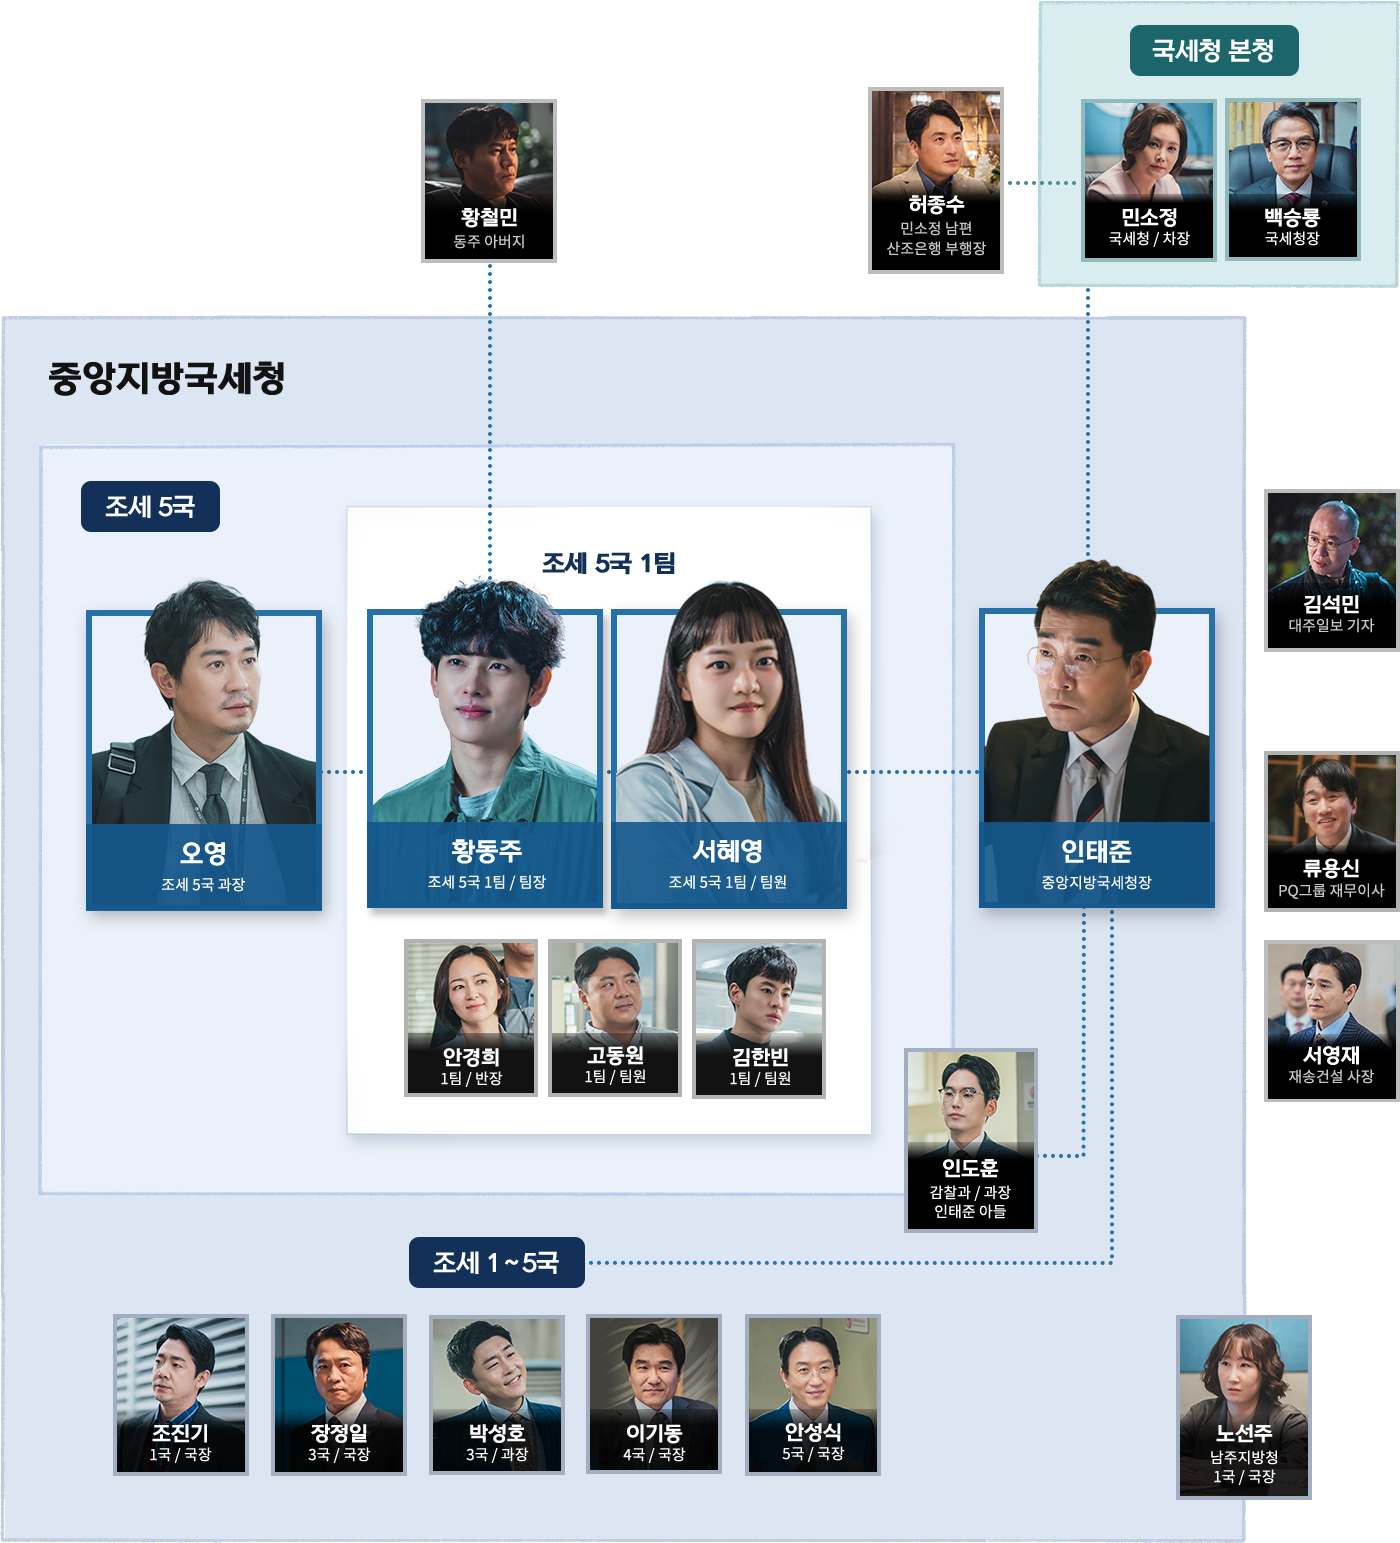 국세청 본청
황철민
동주 아버지
허종수
민소정 남편
산조은행 부행장
민소정
국세청 / 차장
백승룡
국세청장
중앙지방국세청
조세 5국
조세 5국 1팀
오영
조세 5국 과장
황동주
조세 5국 1팀 / 팀장
서혜영
조세 5국 1팀 / 팀원
인태준
중앙지방국세청장
김석민
대주일보 기자
류용신
PQ그룹 재무이사
서영재
재송건설 사장
안경희
1팀 / 반장
고동원
1팀 / 팀원
김한빈
1팀 / 팀원
인도훈
감찰과 / 과장
인태준 아들
조세 1~5국
조진기
1국 / 국장
장정일
3국 / 국장
박성호
3국 / 과장
이기동
4국 / 국장
안성식
5국 / 국장
노선주
남주지방청
1국 / 국장